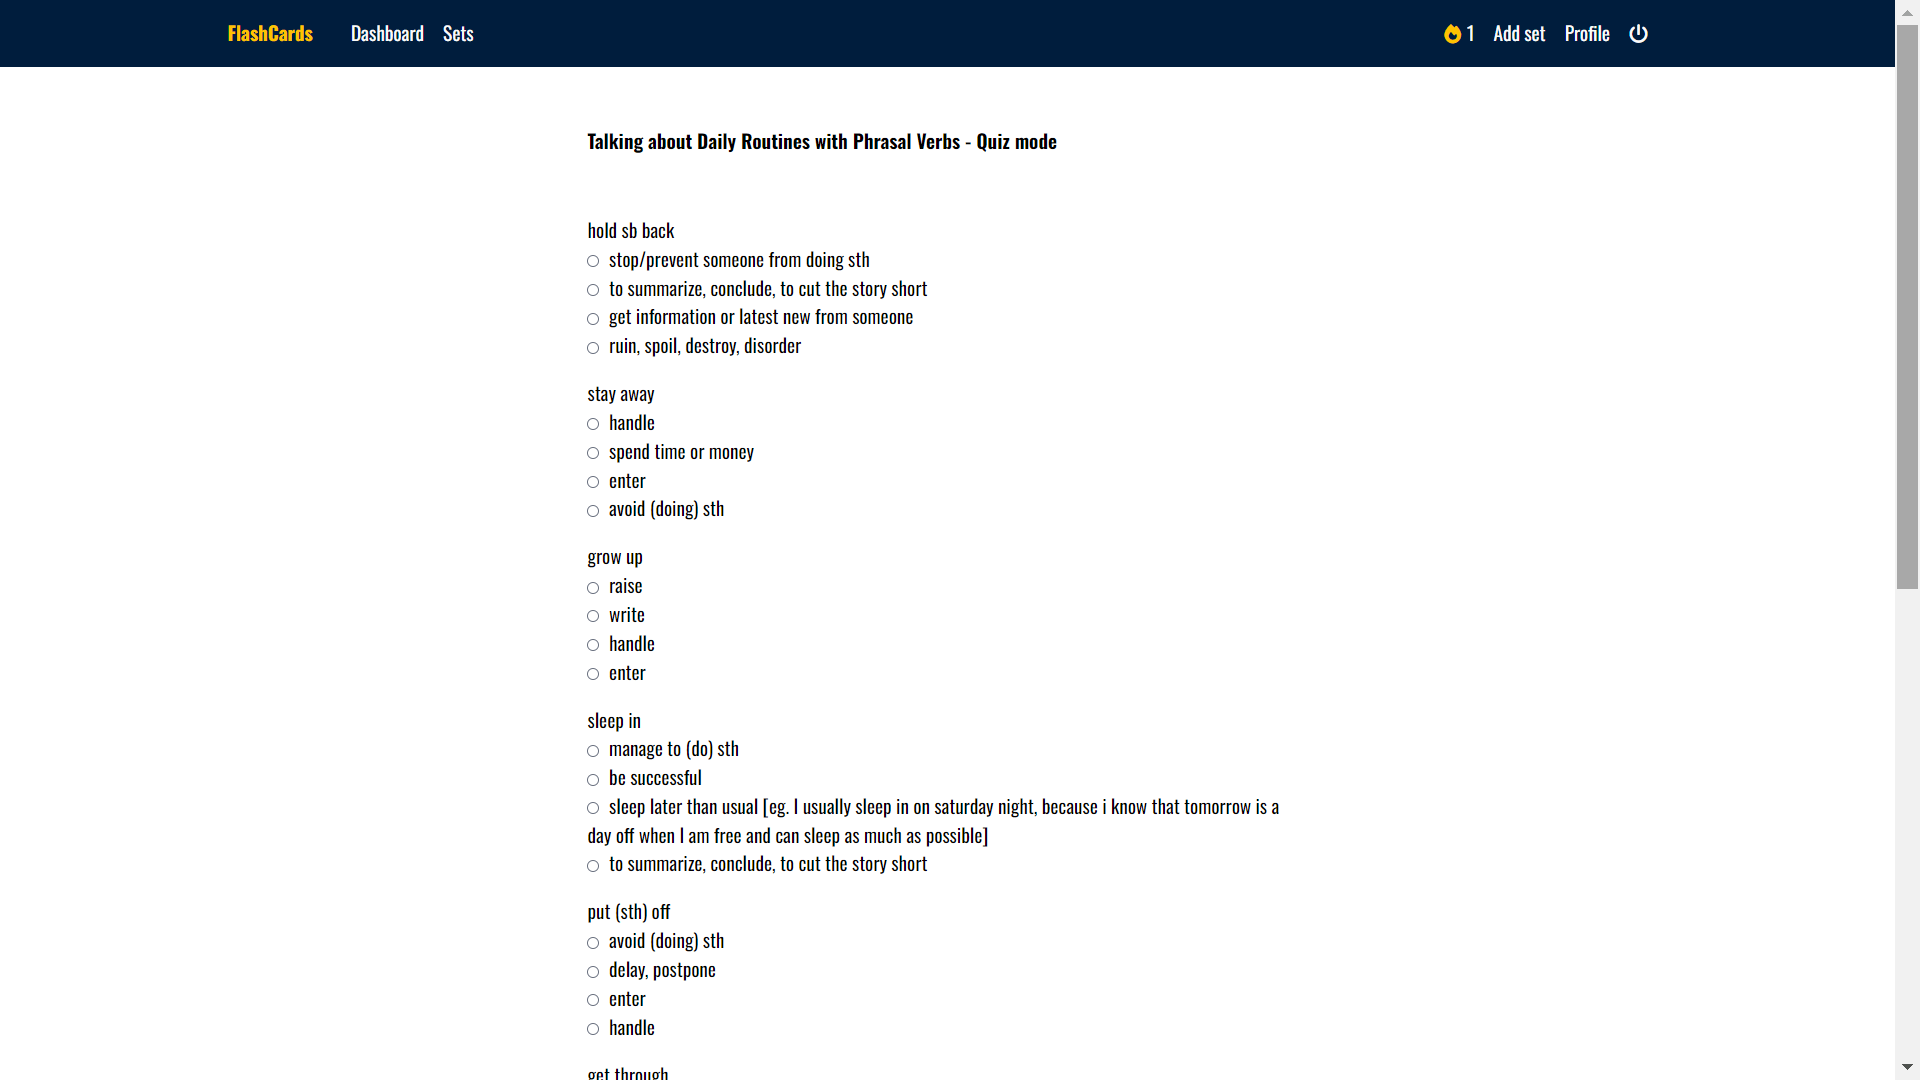 FlashCards Dashboard Sets 1 Add set Profile
Talking about Daily Routines with Phrasal Verbs - Quiz mode
hold sb back
stop/prevent someone from doing sth
to summarize, conclude, to cut the story short
get information or latest new from someone
ruin, spoil, destroy, disorder
stay away
handle
spend time or money
enter
avoid (doing) sth
grow up
raise
write
handle
enter
sleep in
manage to (do) sth
be successful
sleep later than usual [eg. I usually sleep in on saturday night, because i know that tomorrow is a
day off when I am free and can sleep as much as possible]
to summarize, conclude, to cut the story short
put (sth) off
avoid (doing) sth
delay, postpone
enter
handle
get through